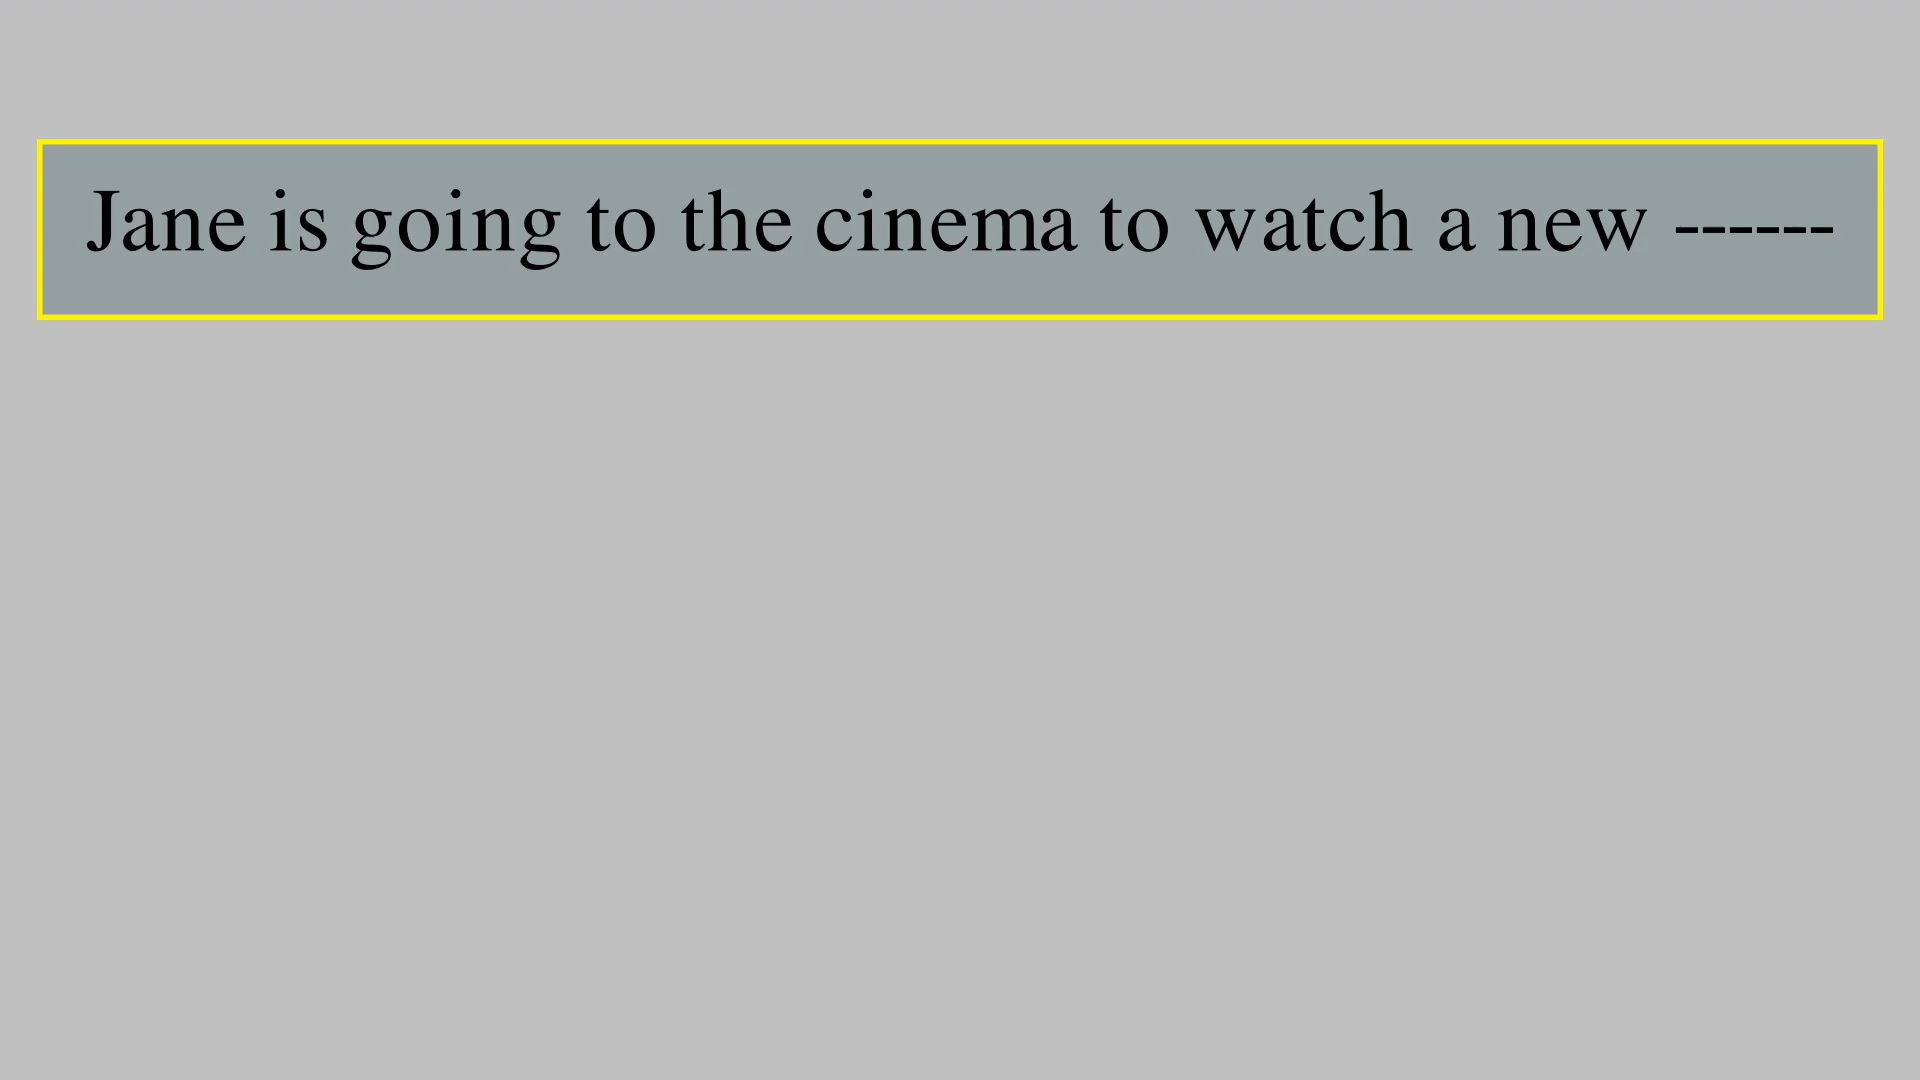 Jane is going to the cinema to watch a new ------